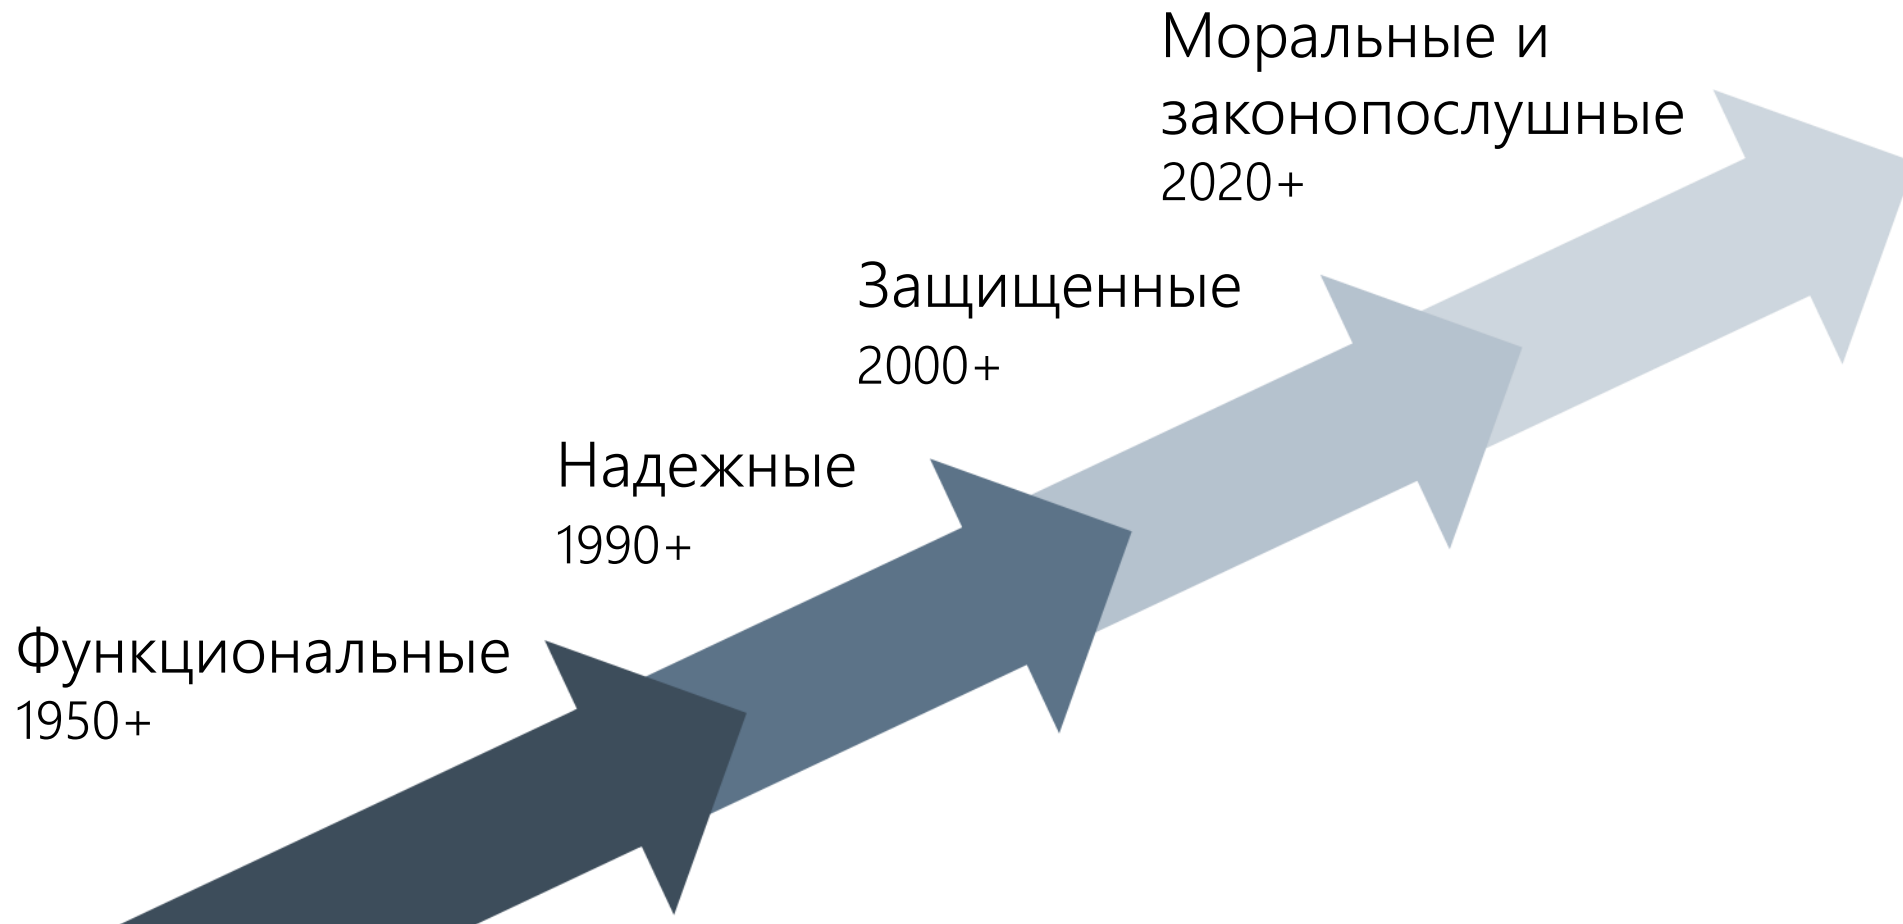 Моральные и
законопослушные
2020+
Защищенные
2000+
Надежные
1990+
Функциональные
1950+